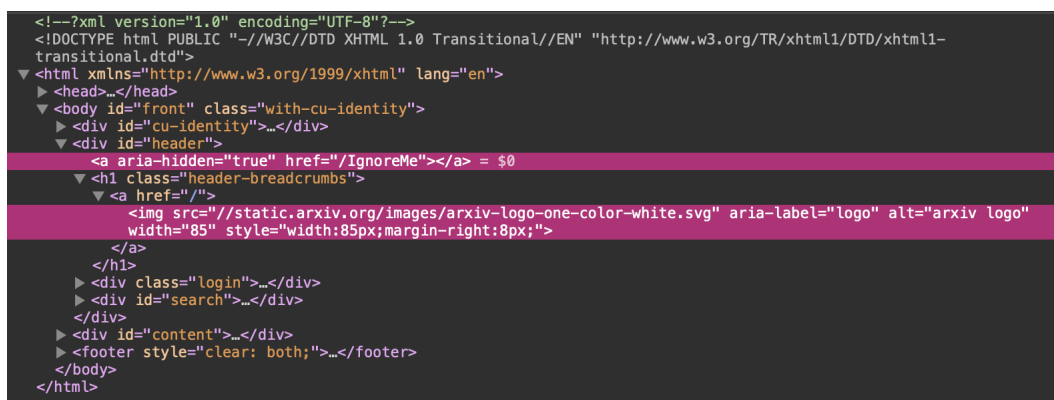 <!--?xml version="1.0" encoding="UTF-8"?-->
<!DOCTYPE html PUBLIC "-//W3C//DTD XHTML 1.0 Transitional//EN" "http://www.w3.org/TR/xhtml1/DTD/xhtml1-
transitional.dtd">
▼<html xmlns="http://www.w3.org/1999/xhtml" lang="en">
▶<head>…</head>
▼<body id="front" class="with-cu-identity">
▶<div id="cu-identity">…</div>
▼<div id="header">
<a aria-hidden="true" href="/IgnoreMe"></a> = $0
▼<h1 class="header-breadcrumbs">
▼<a href="/">
<img src="//static.arxiv.org/images/arxiv-logo-one-color-white.svg" aria-label="logo" alt="arxiv logo"
width="85" style="width:85px;margin-right:8px;">
</a>
</h1>
▶<div class="login">…</div>
▶<div id="search">…</div>
</div>
▶<div id="content">…</div>
▶<footer style="clear: both;">…</footer>
</body>
</html>